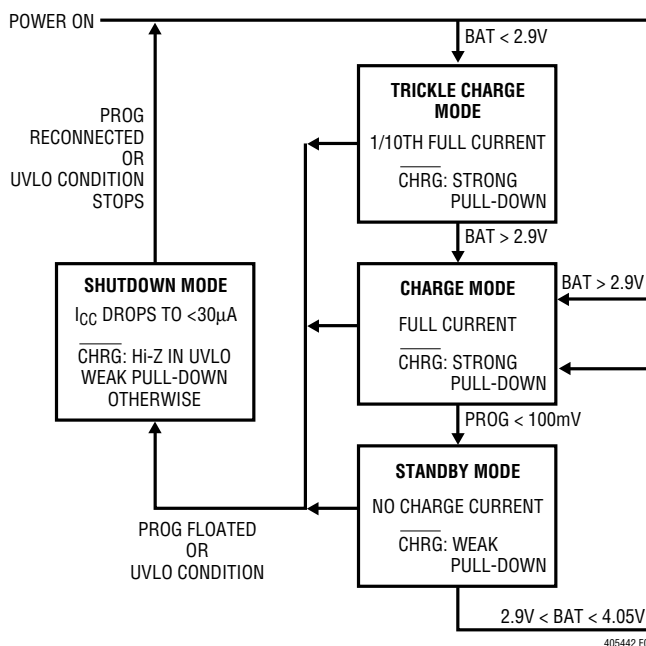 POWER ON
BAT < 2.9V
TRICKLE CHARGE
MODE
1/10TH FULL CURRENT
CHRG: STRONG
PULL-DOWN
PROG
RECONNECTED
OR
UVLO CONDITION
STOPS
BAT > 2.9V
SHUTDOWN MODE
ICC DROPS TO <30µA
CHRG: Hi-Z IN UVLO
WEAK PULL-DOWN
OTHERWISE
CHARGE MODE
FULL CURRENT
CHRG: STRONG
PULL-DOWN
BAT > 2.9V
PROG < 100mV
STANDBY MODE
NO CHARGE CURRENT
CHRG: WEAK
PULL-DOWN
PROG FLOATED
OR
UVLO CONDITION
2.9V < BAT < 4.05V